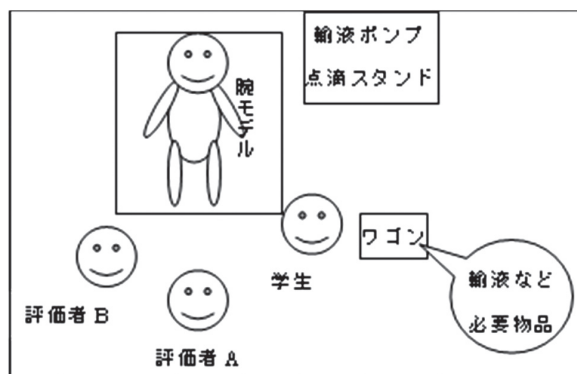 輸液ポンプ
点滴スタンド
腕モデル
ワゴン
学生
輸液など
必要物品
評価者 B
評価者 A